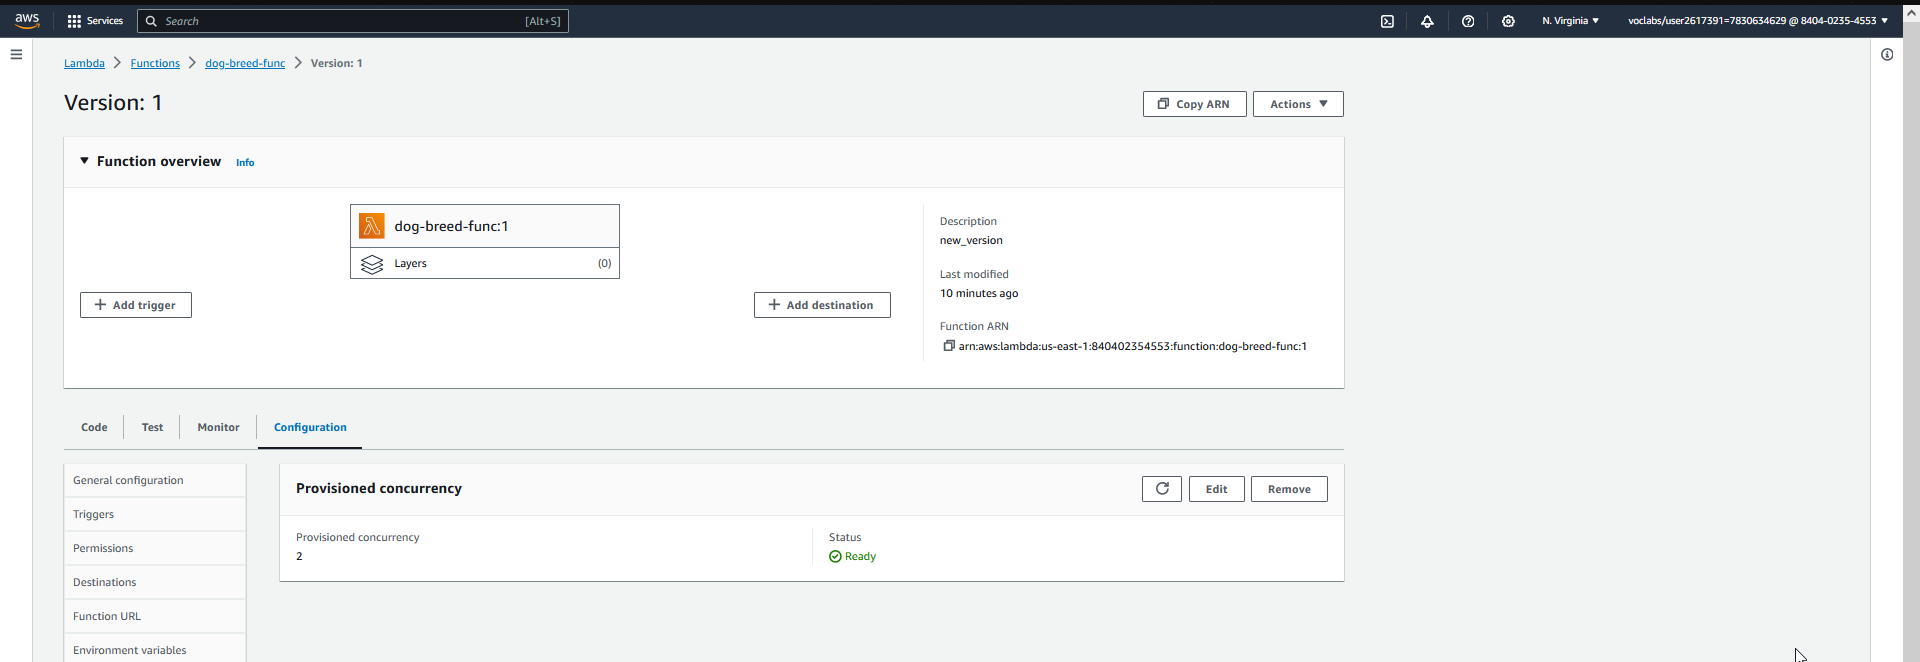 aws
Services
Search
[Alt+S]
N. Virginia
voclabs/user2617391=7830634629 @ 8404-0235-4553
Lambda
Functions
dog-breed-func
Version: 1
Version: 1
Copy ARN
Actions
Function overview
Info
dog-breed-func:1
Layers
(0)
Add trigger
Add destination
Description
new_version
Last modified
10 minutes ago
Function ARN
arn:aws:lambda:us-east-1:840402354553:function:dog-breed-func:1
Code
Test
Monitor
Configuration
General configuration
Triggers
Permissions
Destinations
Function URL
Environment variables
Provisioned concurrency
Edit
Remove
Provisioned concurrency
2
Status
Ready